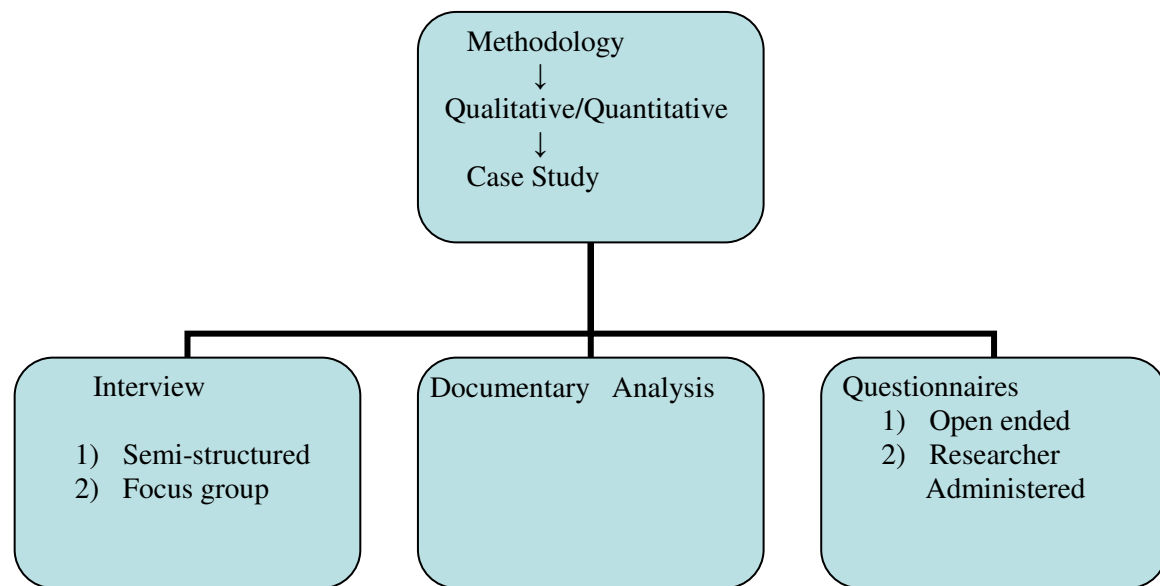 Methodology
↓
Qualitative/Quantitative
↓
Case Study
Interview
1) Semi-structured
2) Focus group
Documentary Analysis
Questionnaires
1) Open ended
2) Researcher
Administered